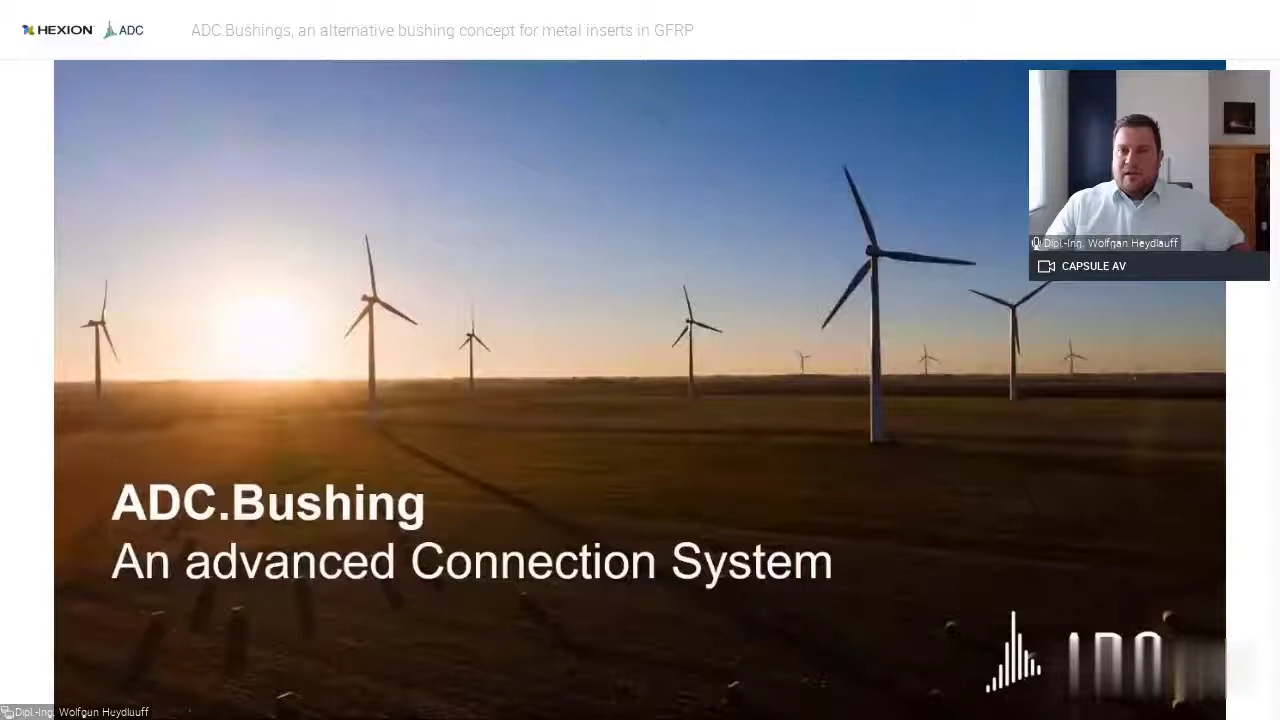 HEXION ADC ADC.Bushings, an alternative bushing concept for metal inserts in GFRP
Dipl.-Ing. Wolfgan Heydlauff
CAPSULE AV
ADC.Bushing
An advanced Connection System
Dipl.-Ing. Wolfgan Heydlauff